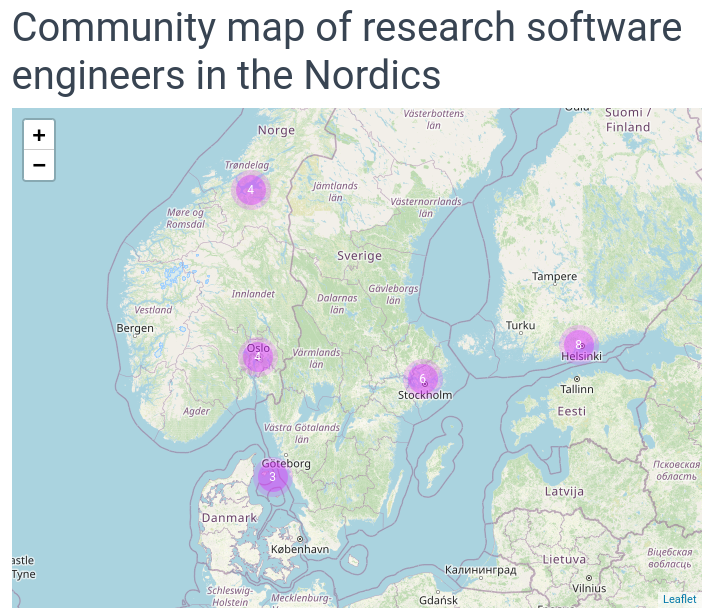 Community map of research software
engineers in the Nordics
+
−
Västerbottens
län
Suomi /
Finland
Norge
Trøndelag
4
Jämtlands
län
Västernorrlands
län
Møre og
Romsdal
Sverige
Tampere
Innlandet
Dalarnas
län
Gävleborgs
län
Vestland
Bergen
Turku
Oslo
4
Värmlands
län
8
Helsinki
6
Stockholm
Tallinn
Agder
Eesti
Västra Götalands
län
Göteborg
3
Псковская
область
Latvija
Danmark
København
Lietuva
Віцебская
вобласць
astle
Tyne
Калининград
Vilnius
Schleswig-
Holstein
Mecklenburg-
Gdańsk
Leaflet